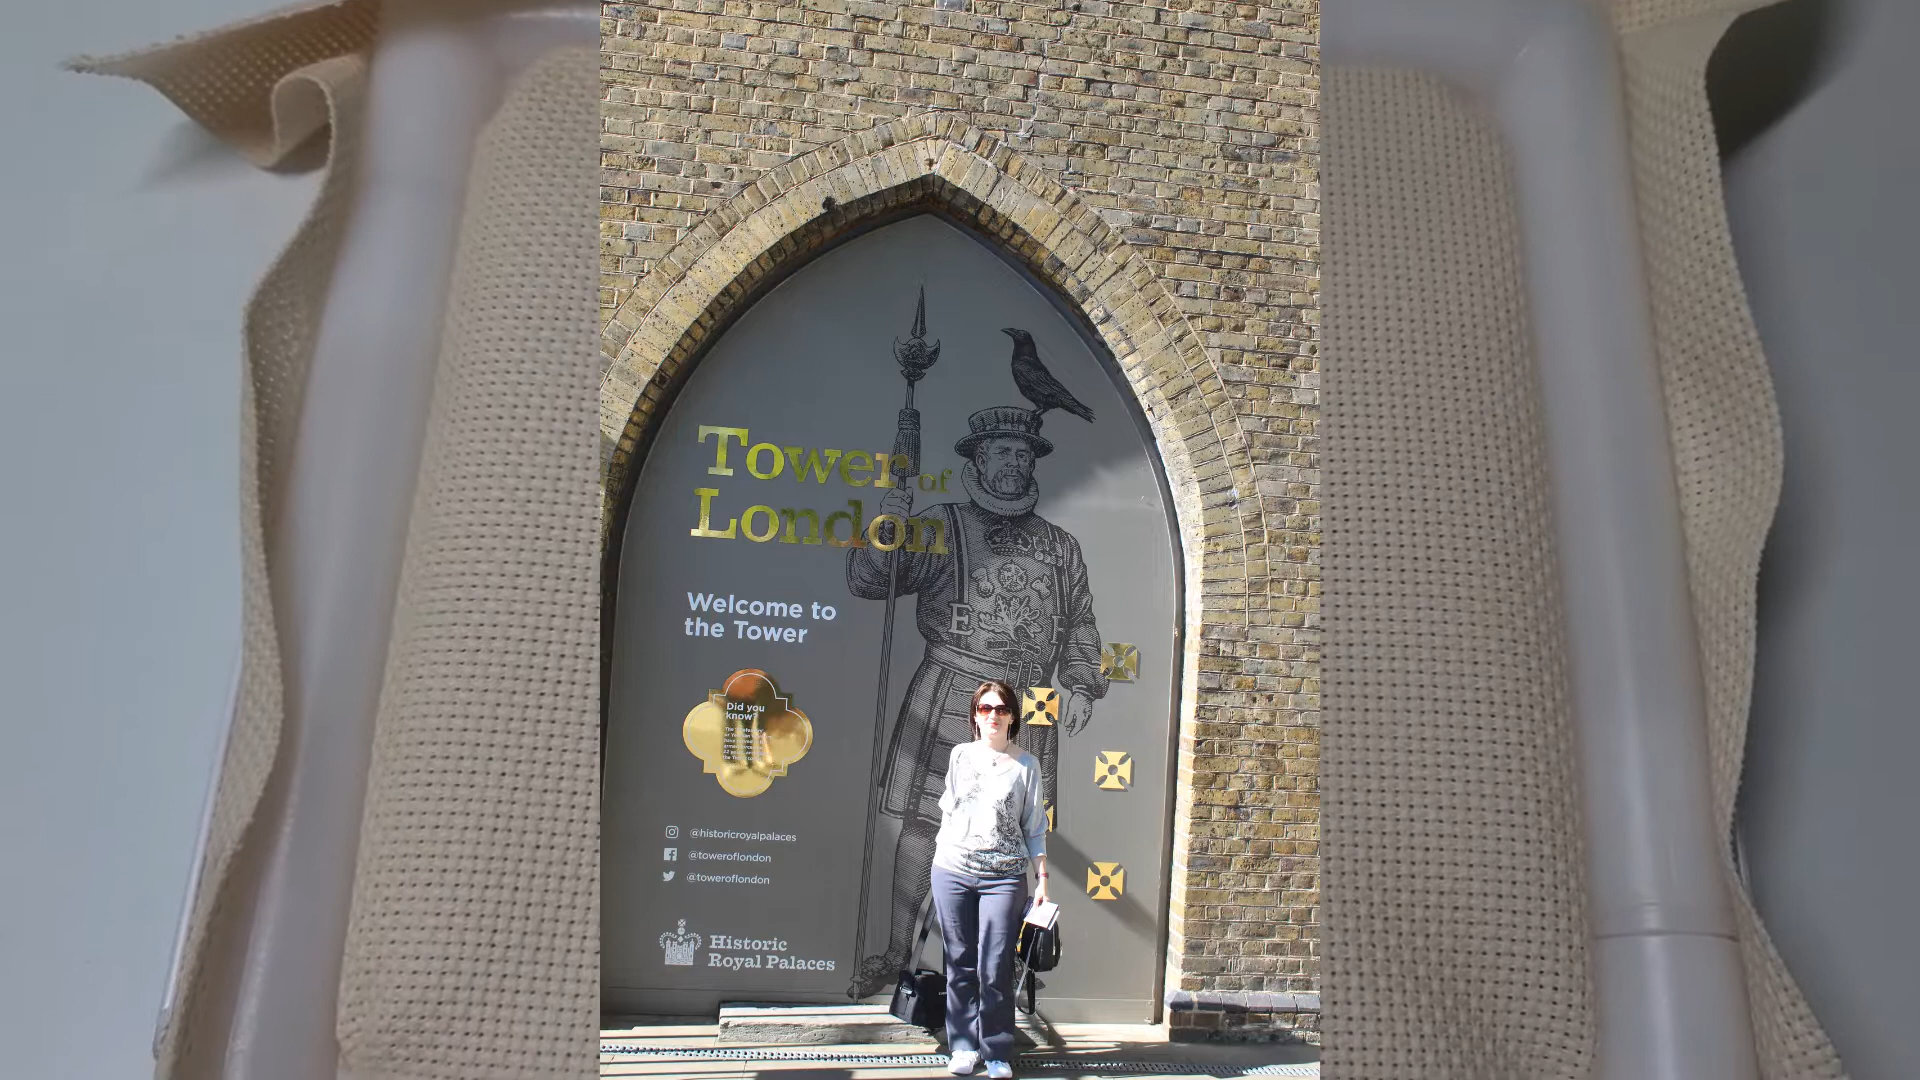 Tower of
London
Welcome to
the Tower
Did you
know?
@historicroyalpalaces
@toweroflondon
@toweroflondon
Historic
Royal Palaces
E R